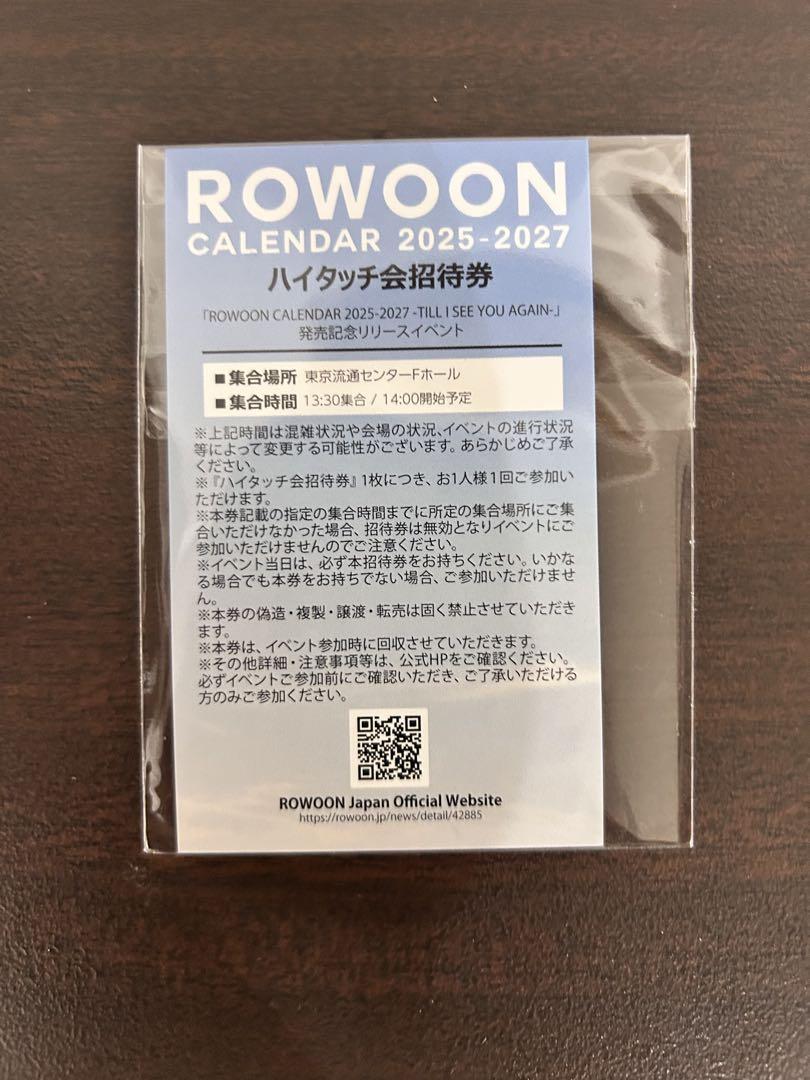 ROWOON
CALENDAR 2025-2027
ハイタッチ会招待券
「ROWOON CALENDAR 2025-2027 -TILL I SEE YOU AGAIN-」
発売記念リリースイベント
■集合場所 東京流通センターFホール
■集合時間 13:30集合 / 14:00開始予定
※上記時間は混雑状況や会場の状況、イベントの進行状況
等によって変更する可能性がございます。あらかじめご了承
ください。
※『ハイタッチ会招待券』1枚につき、お1人様1回ご参加い
ただけます。
※本券記載の指定の集合時間までに所定の集合場所にご集
合いただけなかった場合、招待券は無効となりイベントにご
参加いただけませんのでご注意ください。
※イベント当日は、必ず本招待券をお持ちください。いかな
る場合でも本券をお持ちでない場合、ご参加いただけませ
ん。
※本券の偽造・複製・譲渡・転売は固く禁止させていただき
ます。
※本券は、イベント参加時に回収させていただきます。
※その他詳細・注意事項等は、公式HPをご確認ください。
必ずイベントご参加前にご確認いただき、ご了承いただける
方のみご参加ください。
ROWOON Japan Official Website
https://rowoon.jp/news/detail/42885